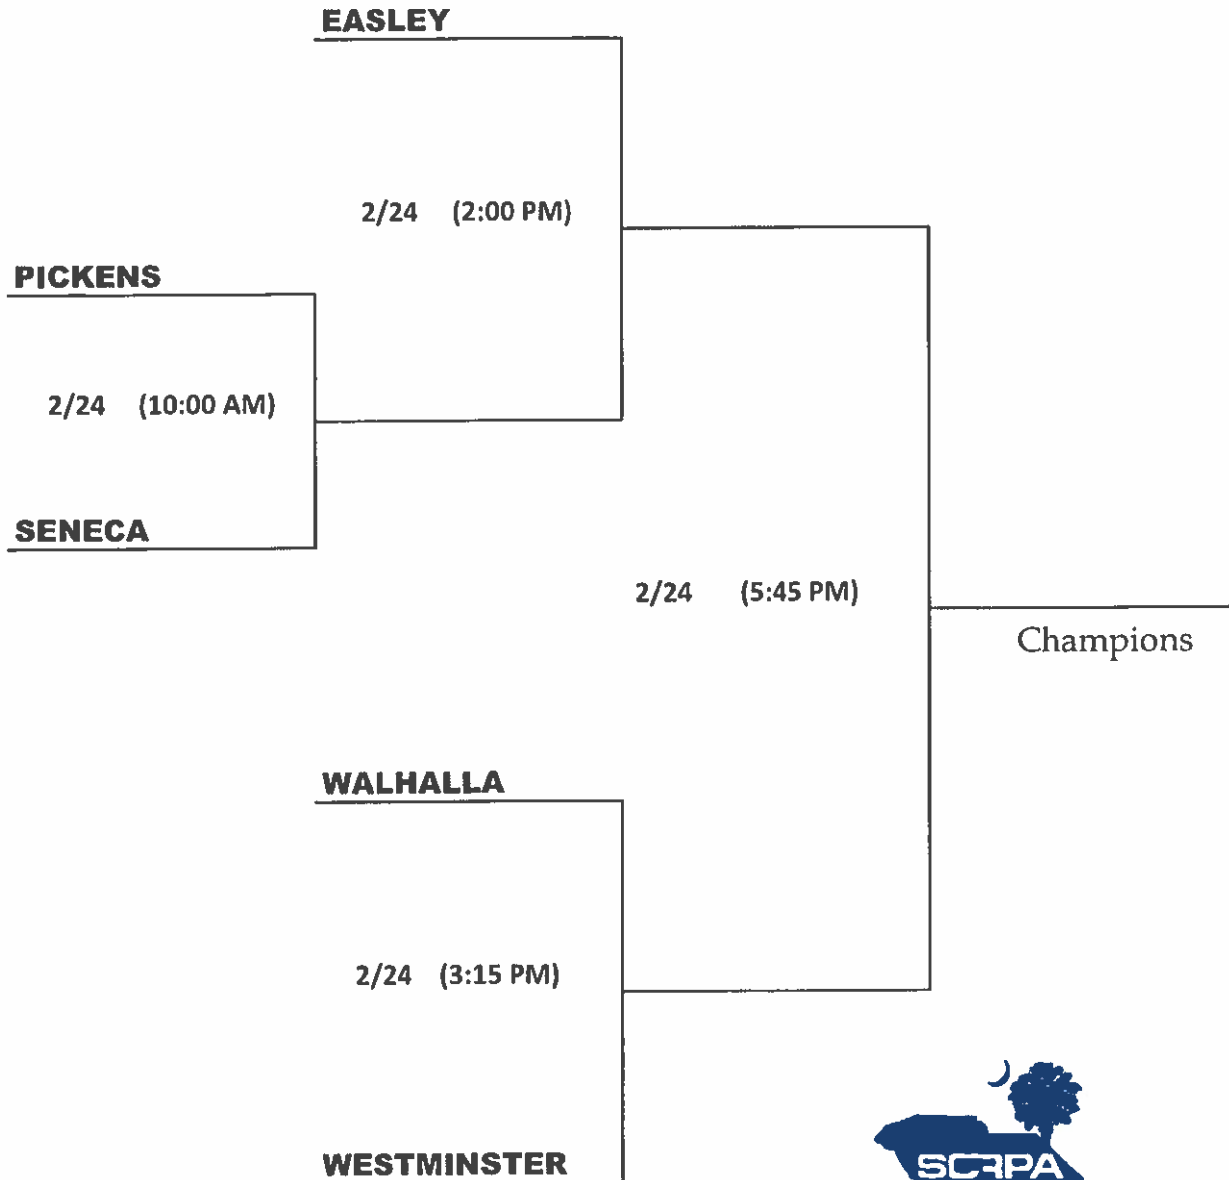 EASLEY
2/24 (2:00 PM)
PICKENS
2/24 (10:00 AM)
SENECA
2/24 (5:45 PM)
Champions
WALHALLA
2/24 (3:15 PM)
WESTMINSTER
SCRPA